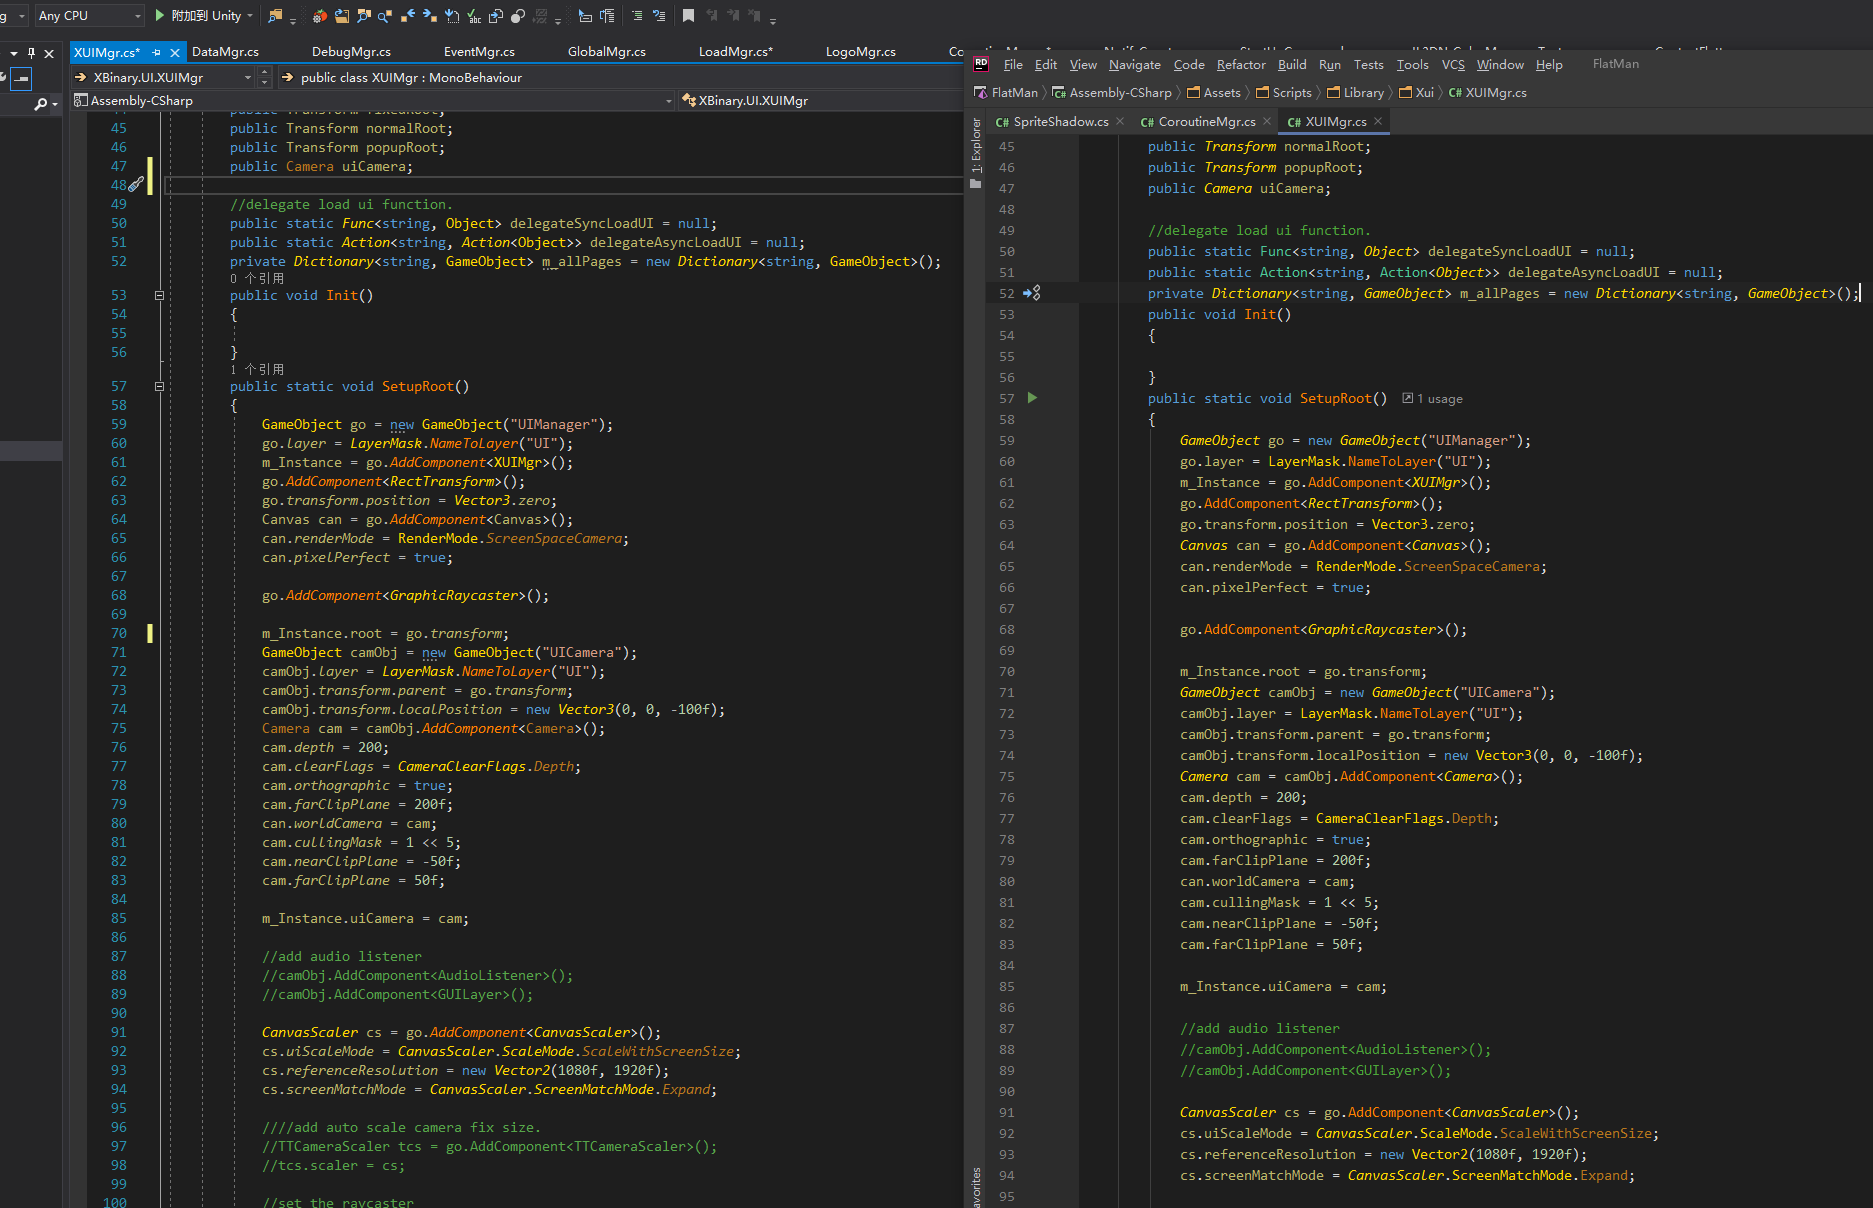 g
Any CPU
附加到 Unity
XUIMgr.cs*
DataMgr.cs
DebugMgr.cs
EventMgr.cs
GlobalMgr.cs
LoadMgr.cs*
LogoMgr.cs
XBinary.UI.XUIMgr
public class XUIMgr : MonoBehaviour
Assembly-CSharp
XBinary.UI.XUIMgr
45 public Transform normalRoot;
46 public Transform popupRoot;
47 public Camera uiCamera;
48
49 //delegate load ui function.
50 public static Func<string, Object> delegateSyncLoadUI = null;
51 public static Action<string, Action<Object>> delegateAsyncLoadUI = null;
52 private Dictionary<string, GameObject> m_allPages = new Dictionary<string, GameObject>();
0 个引用
53 public void Init()
54 {
55
56 }
1 个引用
57 public static void SetupRoot()
58 {
59 GameObject go = new GameObject("UIManager");
60 go.layer = LayerMask.NameToLayer("UI");
61 m_Instance = go.AddComponent<XUIMgr>();
62 go.AddComponent<RectTransform>();
63 go.transform.position = Vector3.zero;
64 Canvas can = go.AddComponent<Canvas>();
65 can.renderMode = RenderMode.ScreenSpaceCamera;
66 can.pixelPerfect = true;
67
68 go.AddComponent<GraphicRaycaster>();
69
70 m_Instance.root = go.transform;
71 GameObject camObj = new GameObject("UICamera");
72 camObj.layer = LayerMask.NameToLayer("UI");
73 camObj.transform.parent = go.transform;
74 camObj.transform.localPosition = new Vector3(0, 0, -100f);
75 Camera cam = camObj.AddComponent<Camera>();
76 cam.depth = 200;
77 cam.clearFlags = CameraClearFlags.Depth;
78 cam.orthographic = true;
79 cam.farClipPlane = 200f;
80 can.worldCamera = cam;
81 cam.cullingMask = 1 << 5;
82 cam.nearClipPlane = -50f;
83 cam.farClipPlane = 50f;
84
85 m_Instance.uiCamera = cam;
86
87 //add audio listener
88 //camObj.AddComponent<AudioListener>();
89 //camObj.AddComponent<GUILayer>();
90
91 CanvasScaler cs = go.AddComponent<CanvasScaler>();
92 cs.uiScaleMode = CanvasScaler.ScaleMode.ScaleWithScreenSize;
93 cs.referenceResolution = new Vector2(1080f, 1920f);
94 cs.screenMatchMode = CanvasScaler.ScreenMatchMode.Expand;
95
96 ////add auto scale camera fix size.
97 //TTCameraScaler tcs = go.AddComponent<TTCameraScaler>();
98 //tcs.scaler = cs;
99
100 //set the raycaster
RD File Edit View Navigate Code Refactor Build Run Tests Tools VCS Window Help FlatMan
FlatMan Assembly-CSharp Assets Scripts Library Xui C# XUIMgr.cs
C# SpriteShadow.cs C# CoroutineMgr.cs C# XUIMgr.cs
1: Explorer
45 public Transform normalRoot;
46 public Transform popupRoot;
47 public Camera uiCamera;
48
49 //delegate load ui function.
50 public static Func<string, Object> delegateSyncLoadUI = null;
51 public static Action<string, Action<Object>> delegateAsyncLoadUI = null;
52 private Dictionary<string, GameObject> m_allPages = new Dictionary<string, GameObject>();
53 public void Init()
54 {
55
56 }
57 public static void SetupRoot() 1 usage
58 {
59 GameObject go = new GameObject("UIManager");
60 go.layer = LayerMask.NameToLayer("UI");
61 m_Instance = go.AddComponent<XUIMgr>();
62 go.AddComponent<RectTransform>();
63 go.transform.position = Vector3.zero;
64 Canvas can = go.AddComponent<Canvas>();
65 can.renderMode = RenderMode.ScreenSpaceCamera;
66 can.pixelPerfect = true;
67
68 go.AddComponent<GraphicRaycaster>();
69
70 m_Instance.root = go.transform;
71 GameObject camObj = new GameObject("UICamera");
72 camObj.layer = LayerMask.NameToLayer("UI");
73 camObj.transform.parent = go.transform;
74 camObj.transform.localPosition = new Vector3(0, 0, -100f);
75 Camera cam = camObj.AddComponent<Camera>();
76 cam.depth = 200;
77 cam.clearFlags = CameraClearFlags.Depth;
78 cam.orthographic = true;
79 cam.farClipPlane = 200f;
80 can.worldCamera = cam;
81 cam.cullingMask = 1 << 5;
82 cam.nearClipPlane = -50f;
83 cam.farClipPlane = 50f;
84
85 m_Instance.uiCamera = cam;
86
87 //add audio listener
88 //camObj.AddComponent<AudioListener>();
89 //camObj.AddComponent<GUILayer>();
90
91 CanvasScaler cs = go.AddComponent<CanvasScaler>();
92 cs.uiScaleMode = CanvasScaler.ScaleMode.ScaleWithScreenSize;
93 cs.referenceResolution = new Vector2(1080f, 1920f);
94 cs.screenMatchMode = CanvasScaler.ScreenMatchMode.Expand;
95
avorites